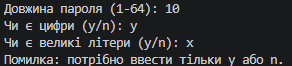 Довжина пароля (1-64): 10
Чи є цифри (y/n): y
Чи є великі літери (y/n): x
Помилка: потрібно ввести тільки y або n.